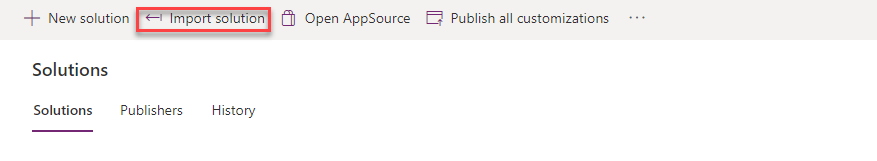 New solution Import solution Open AppSource Publish all customizations ...
Solutions
Solutions Publishers History